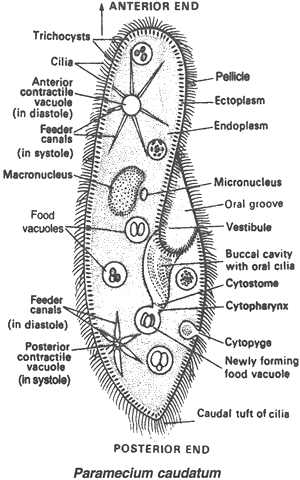 ANTERIOR END
Trichocysts
Cilia
Anterior
contractile
vacuole
(in diastole)
Feeder
canals
(in systole)
Macronucleus
Food
vacuoles
Feeder
canals
(in diastole)
Posterior
contractile
vacuole
(in systole)
Pellicle
Ectoplasm
Endoplasm
Micronucleus
Oral groove
Vestibule
Buccal cavity
with oral cilia
Cytostome
Cytopharynx
Cytopyge
Newly forming
food vacuole
Caudal tuft of cilia
POSTERIOR END
Paramecium caudatum